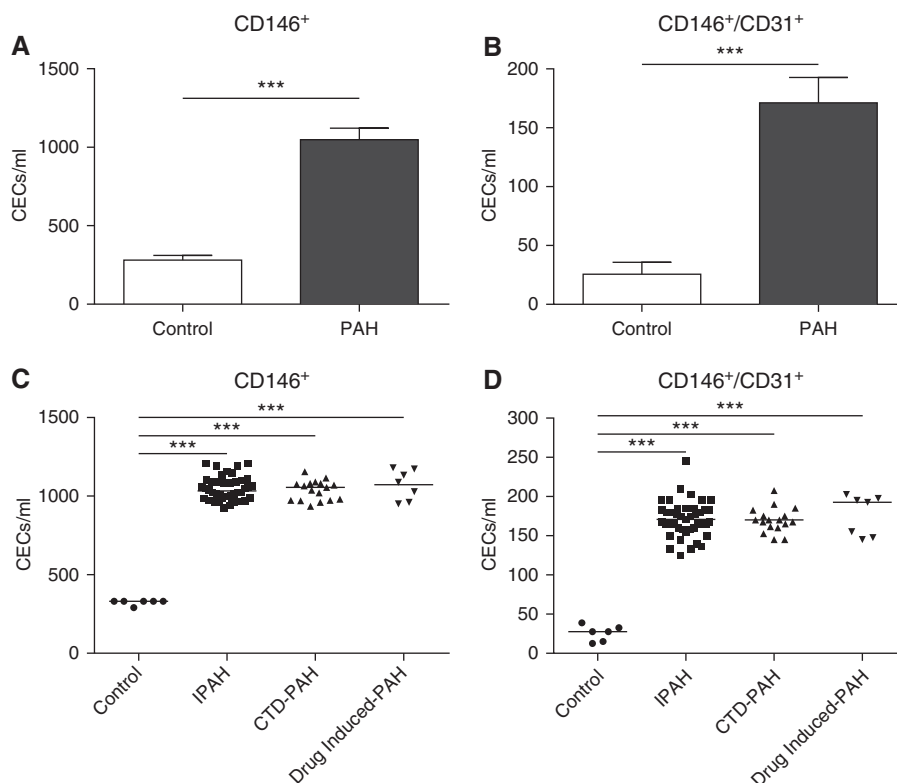 A
CD146+
CECs/ml
1500
1000
500
0
***
Control
PAH
B
CD146+/CD31+
CECs/ml
200
150
100
50
0
***
Control
PAH
C
CD146+
CECs/ml
1500
1000
500
0
***
***
***
Control
IPAH
CTD-PAH
Drug Induced-PAH
D
CD146+/CD31+
CECs/ml
300
250
200
150
100
50
0
***
***
***
Control
IPAH
CTD-PAH
Drug Induced-PAH